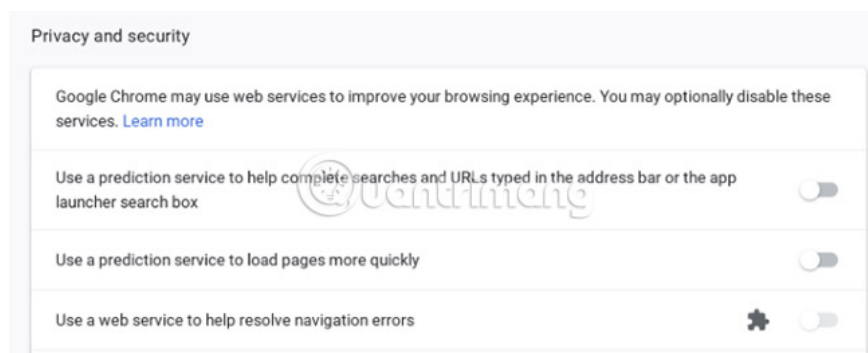 Privacy and security
Google Chrome may use web services to improve your browsing experience. You may optionally disable these
services. Learn more
Use a prediction service to help complete searches and URLs typed in the address bar or the app
launcher search box
Quantrimang
Use a prediction service to load pages more quickly
Use a web service to help resolve navigation errors